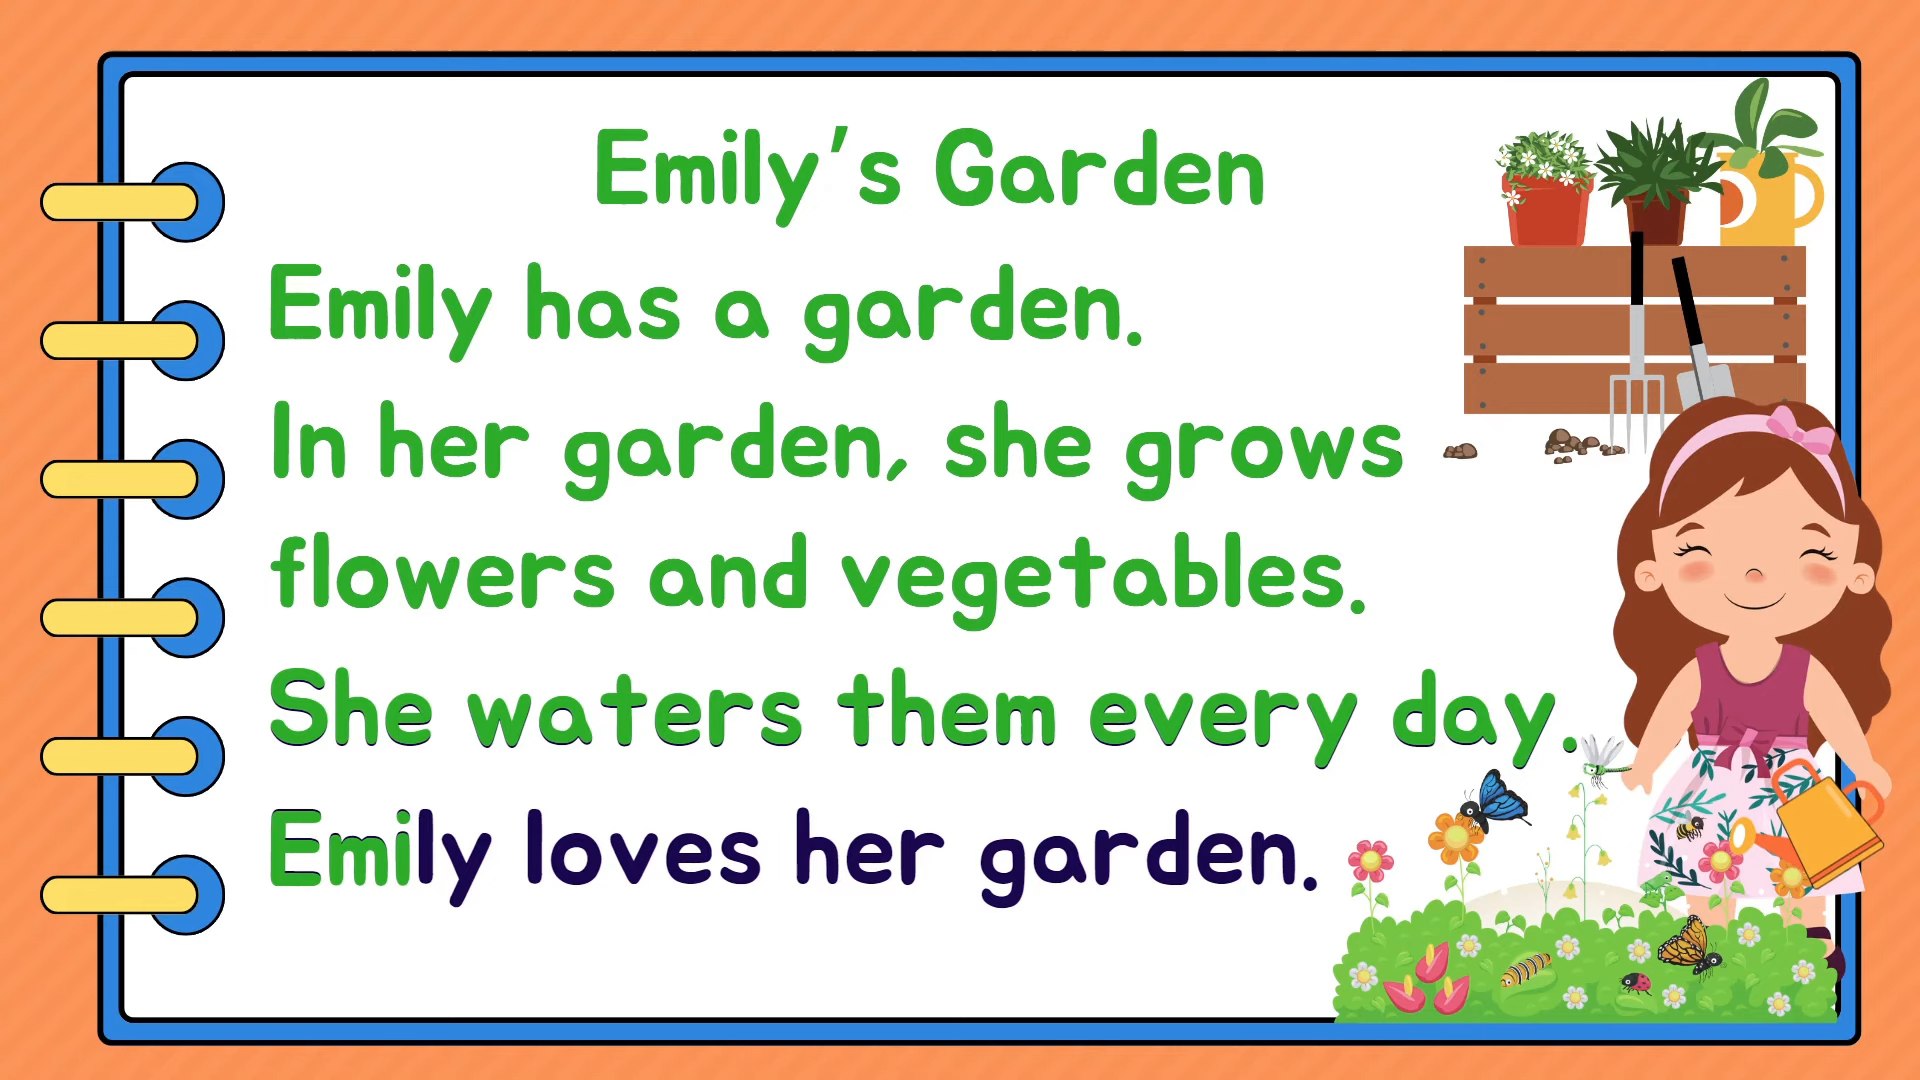 Emily's Garden
Emily has a garden.
In her garden, she grows
flowers and vegetables.
She waters them every day.
Emily loves her garden.